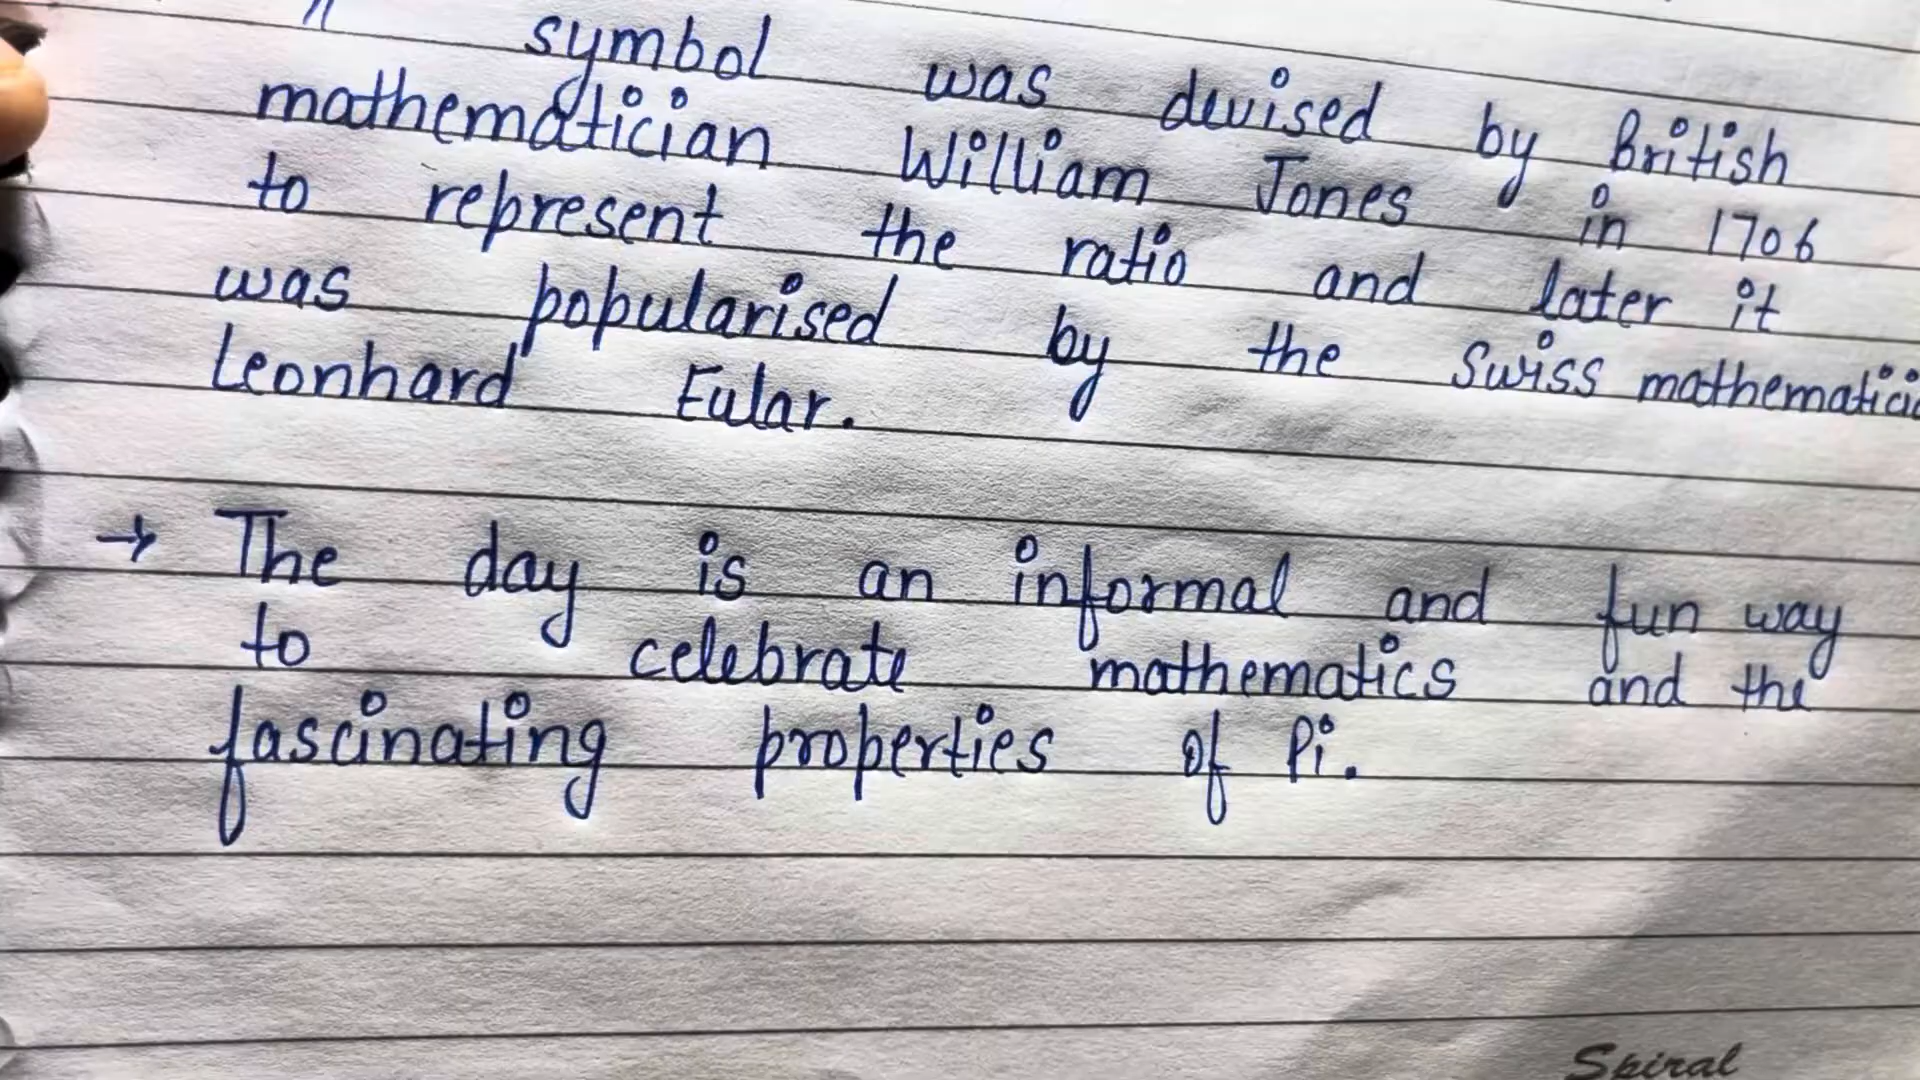 symbol was devised by British
mathematician William Jones in 1706
to represent the ratio and later it
was popularised by the Swiss mathematici
Leonhard Eular.
→ The day is an informal and fun way
to celebrate mathematics and the
fascinating properties of Pi.
Spiral